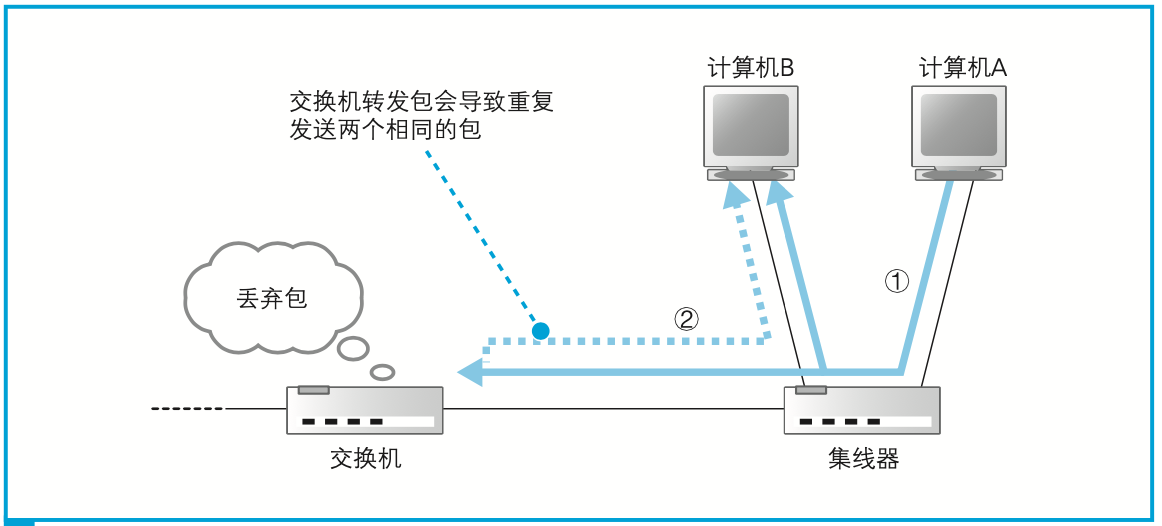 计算机B
计算机A
交换机转发包会导致重复
发送两个相同的包
①
丢弃包
②
交换机
集线器